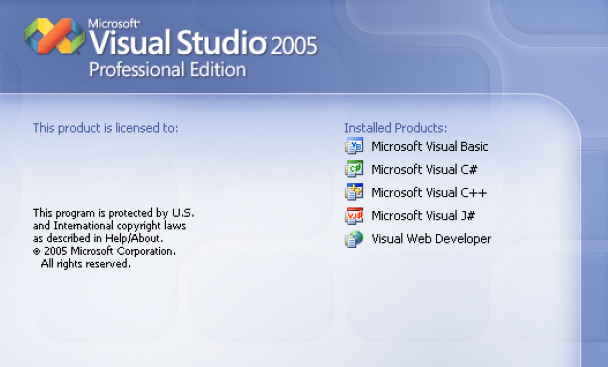 Microsoft®
Visual Studio 2005
Professional Edition
This product is licensed to:
This program is protected by U.S.
and International copyright laws
as described in Help/About.
© 2005 Microsoft Corporation.
All rights reserved.
Installed Products:
Microsoft Visual Basic
Microsoft Visual C#
Microsoft Visual C++
Microsoft Visual J#
Visual Web Developer